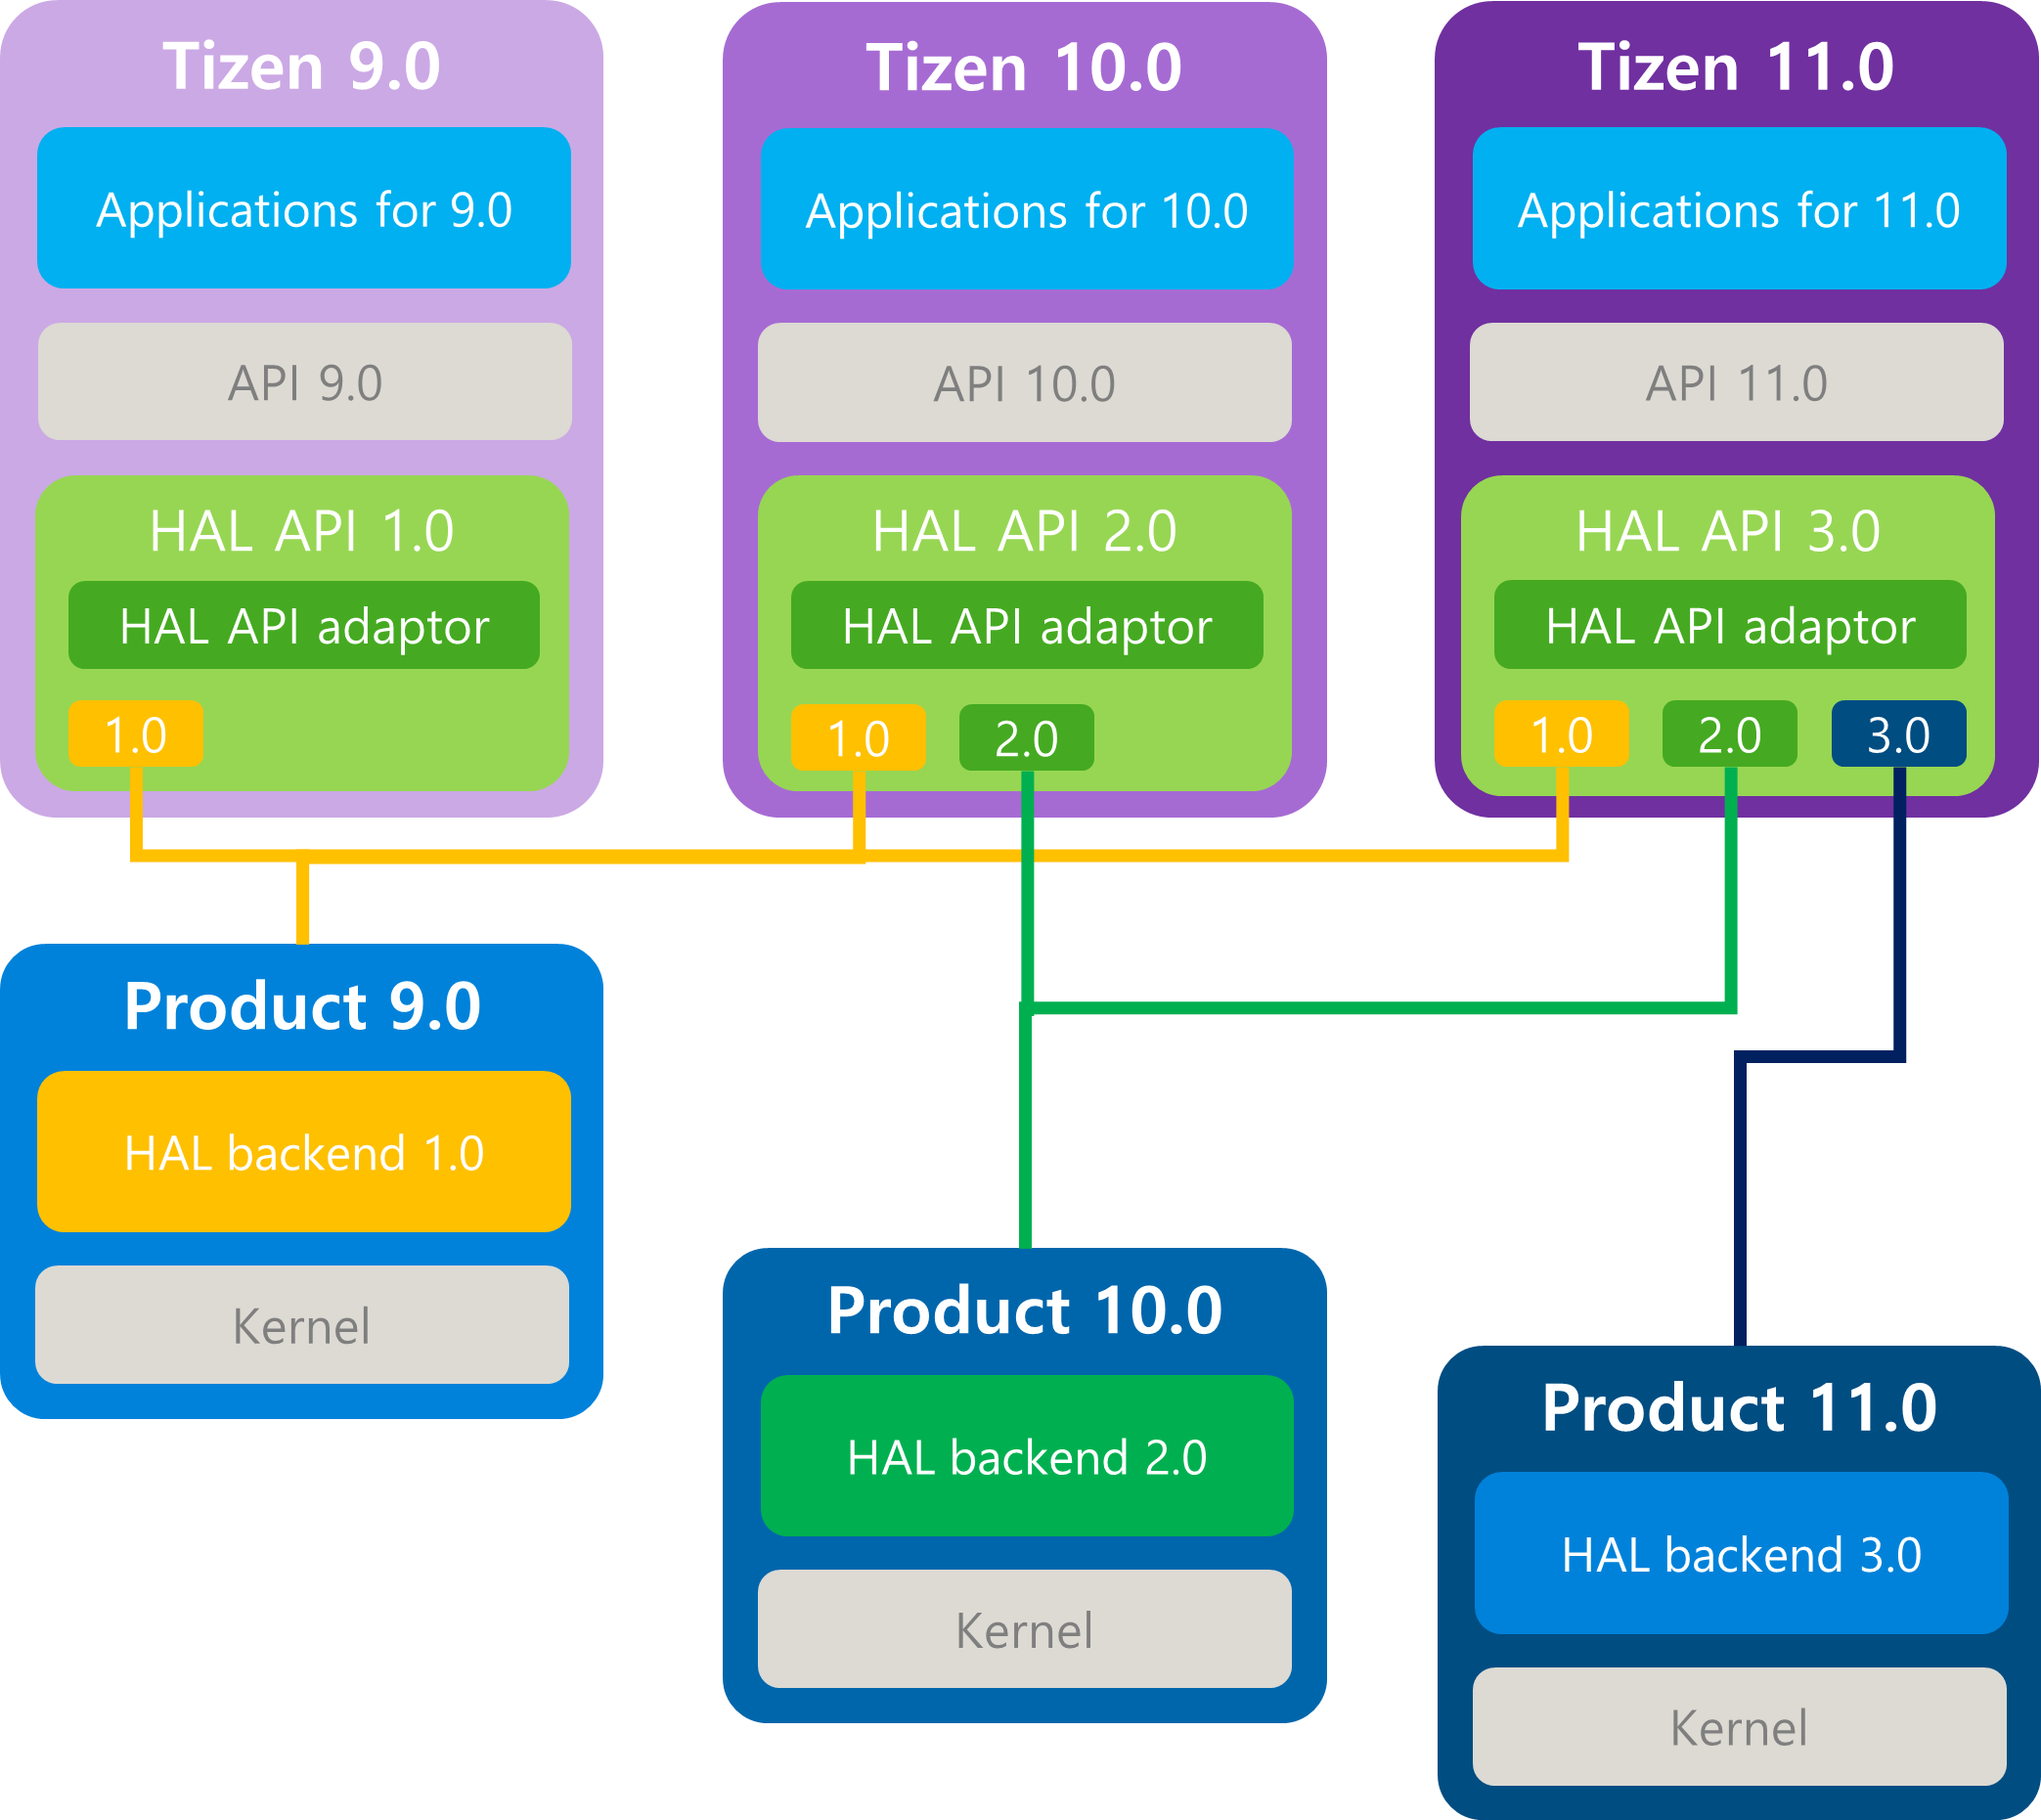 Tizen 9.0
Applications for 9.0
API 9.0
HAL API 1.0
HAL API adaptor
1.0
Tizen 10.0
Applications for 10.0
API 10.0
HAL API 2.0
HAL API adaptor
1.0
2.0
Tizen 11.0
Applications for 11.0
API 11.0
HAL API 3.0
HAL API adaptor
1.0
2.0
3.0
Product 9.0
HAL backend 1.0
Kernel
Product 10.0
HAL backend 2.0
Kernel
Product 11.0
HAL backend 3.0
Kernel